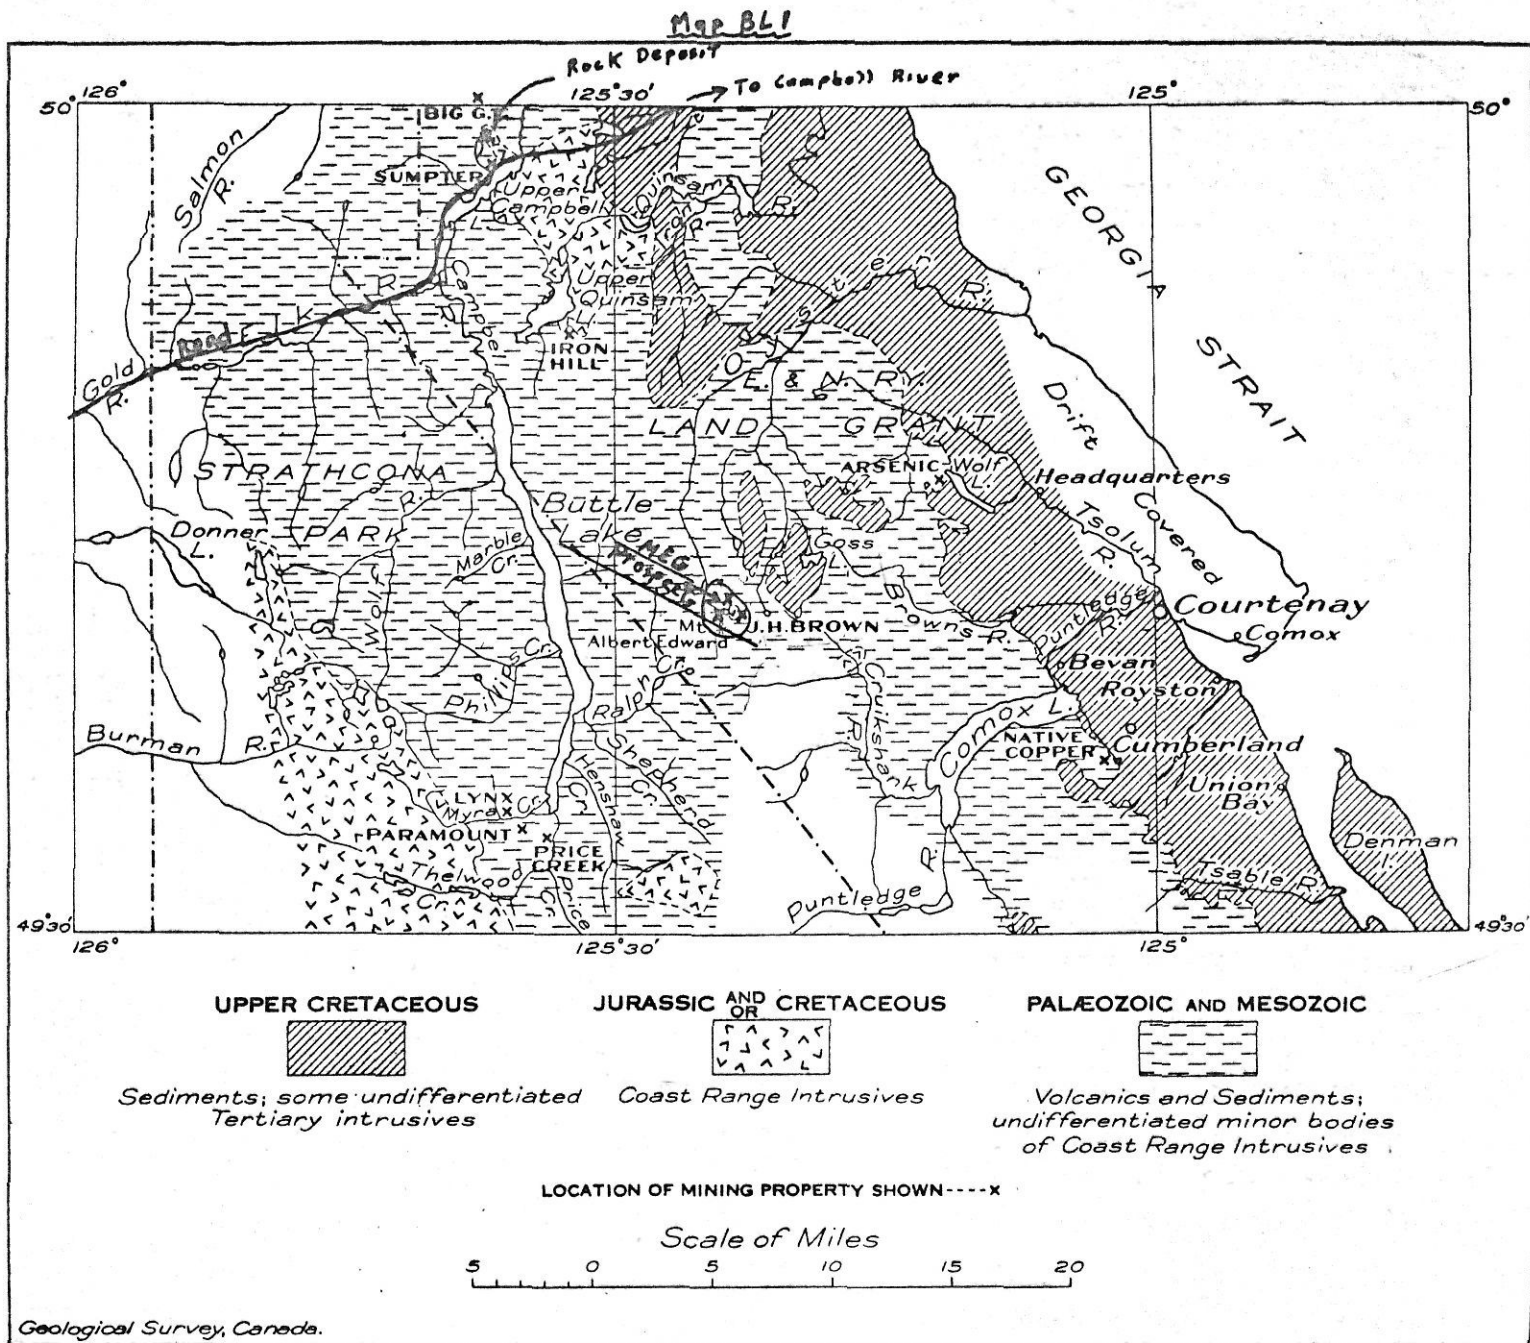 Map BL1
Rock Deposit
To Campbell River
126°
125°30'
125°
50°
50°
BIG G.
Salmon
R.
SUMPTER
Upper
Campbell
L.
Quinsam
R.
Iron
R.
GEORGIA
STRAIT
Upper
Quinsam
L.
IRON
HILL
Campbell
R.
Road
ELK
R.
Gold
R.
Oyster
R.
E. & N. RY.
LAND GRANT
Drift
Covered
STRATHCONA
PARK
ARSENIC
Wolf
L.
Headquarters
Tsolum
R.
Buttle
Lake
Donner
L.
Marble
Cr.
Wolf
R.
Goss
L.
Mt G
Prospects
Browns R.
Puntledge
R.
Courtenay
Comox
J.H. BROWN
Mt.
Albert Edward
Bevan
Royston
Phillips Cr.
Ralph Cr.
Cruikshank
R.
Comox L.
Burman R.
NATIVE
COPPER
Cumberland
Shepherd
Cr.
Henshaw
Cr.
Union
Bay
LYNX
Myra Cr.
PARAMOUNT
PRICE
CREEK
Denman
I.
Thelwood
Cr.
Price
Cr.
Puntledge
R.
Tsable R.
49°30'
49°30'
126°
125°30'
125°
UPPER CRETACEOUS
JURASSIC AND OR CRETACEOUS
PALÆOZOIC AND MESOZOIC
Sediments; some undifferentiated
Tertiary intrusives
Coast Range Intrusives
Volcanics and Sediments;
undifferentiated minor bodies
of Coast Range Intrusives
LOCATION OF MINING PROPERTY SHOWN----x
Scale of Miles
5 0 5 10 15 20
Geological Survey, Canada.